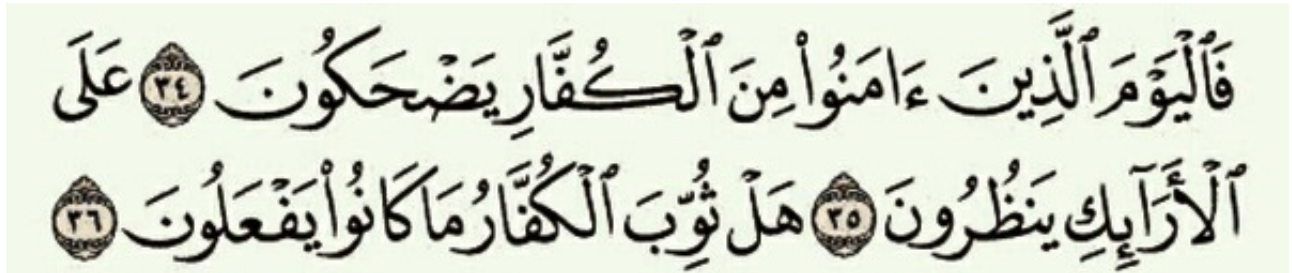 فَٱلْيَوْمَ ٱلَّذِينَ ءَامَنُوا۟ مِنَ ٱلْكُفَّارِ يَضْحَكُونَ ٣٤ عَلَى
ٱلْأَرَآئِكِ يَنظُرُونَ ٣٥ هَلْ ثُوِّبَ ٱلْكُفَّارُ مَا كَانُوا۟ يَفْعَلُونَ ٣٦